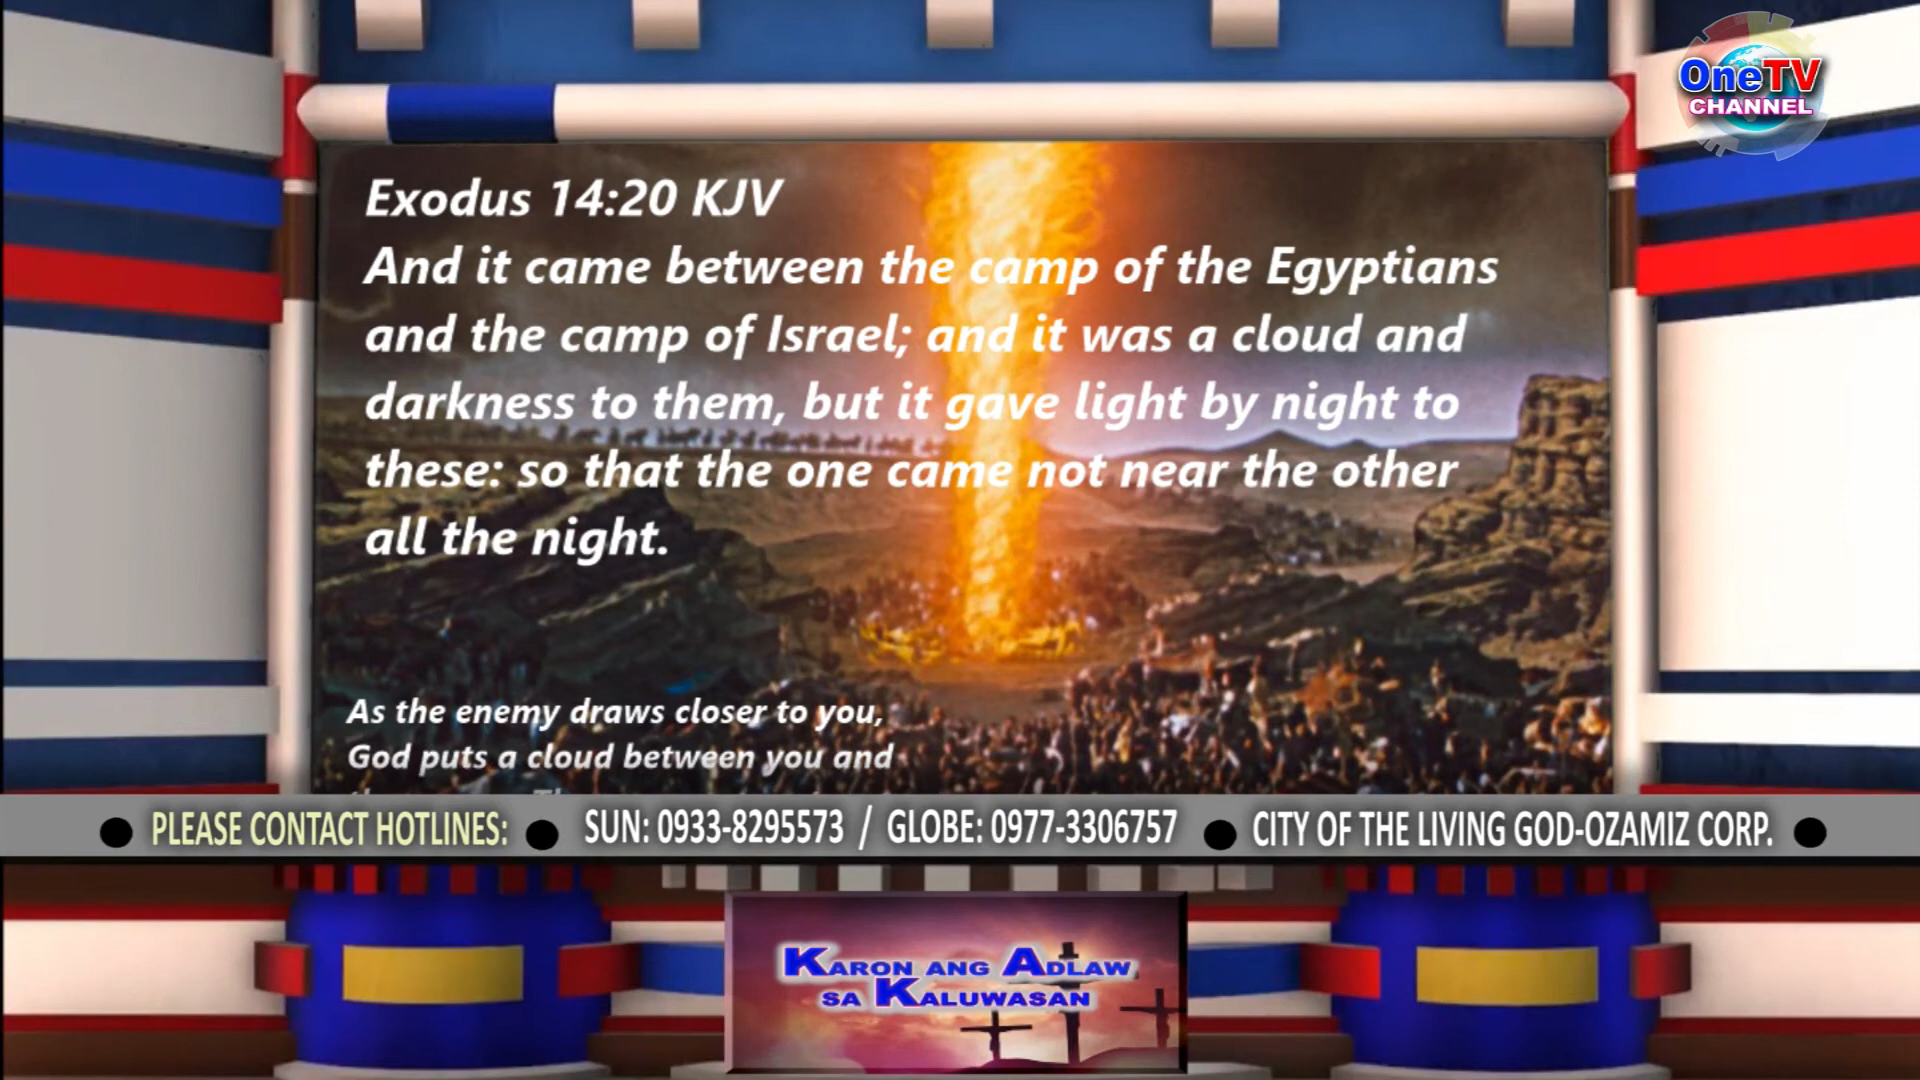 OneTV
CHANNEL
Exodus 14:20 KJV
And it came between the camp of the Egyptians
and the camp of Israel; and it was a cloud and
darkness to them, but it gave light by night to
these: so that the one came not near the other
all the night.
As the enemy draws closer to you,
God puts a cloud between you and
● PLEASE CONTACT HOTLINES: ● SUN: 0933-8295573 / GLOBE: 0977-3306757 ● CITY OF THE LIVING GOD-OZAMIZ CORP. ●
KARON ANG ADLAW
SA KALUWASAN